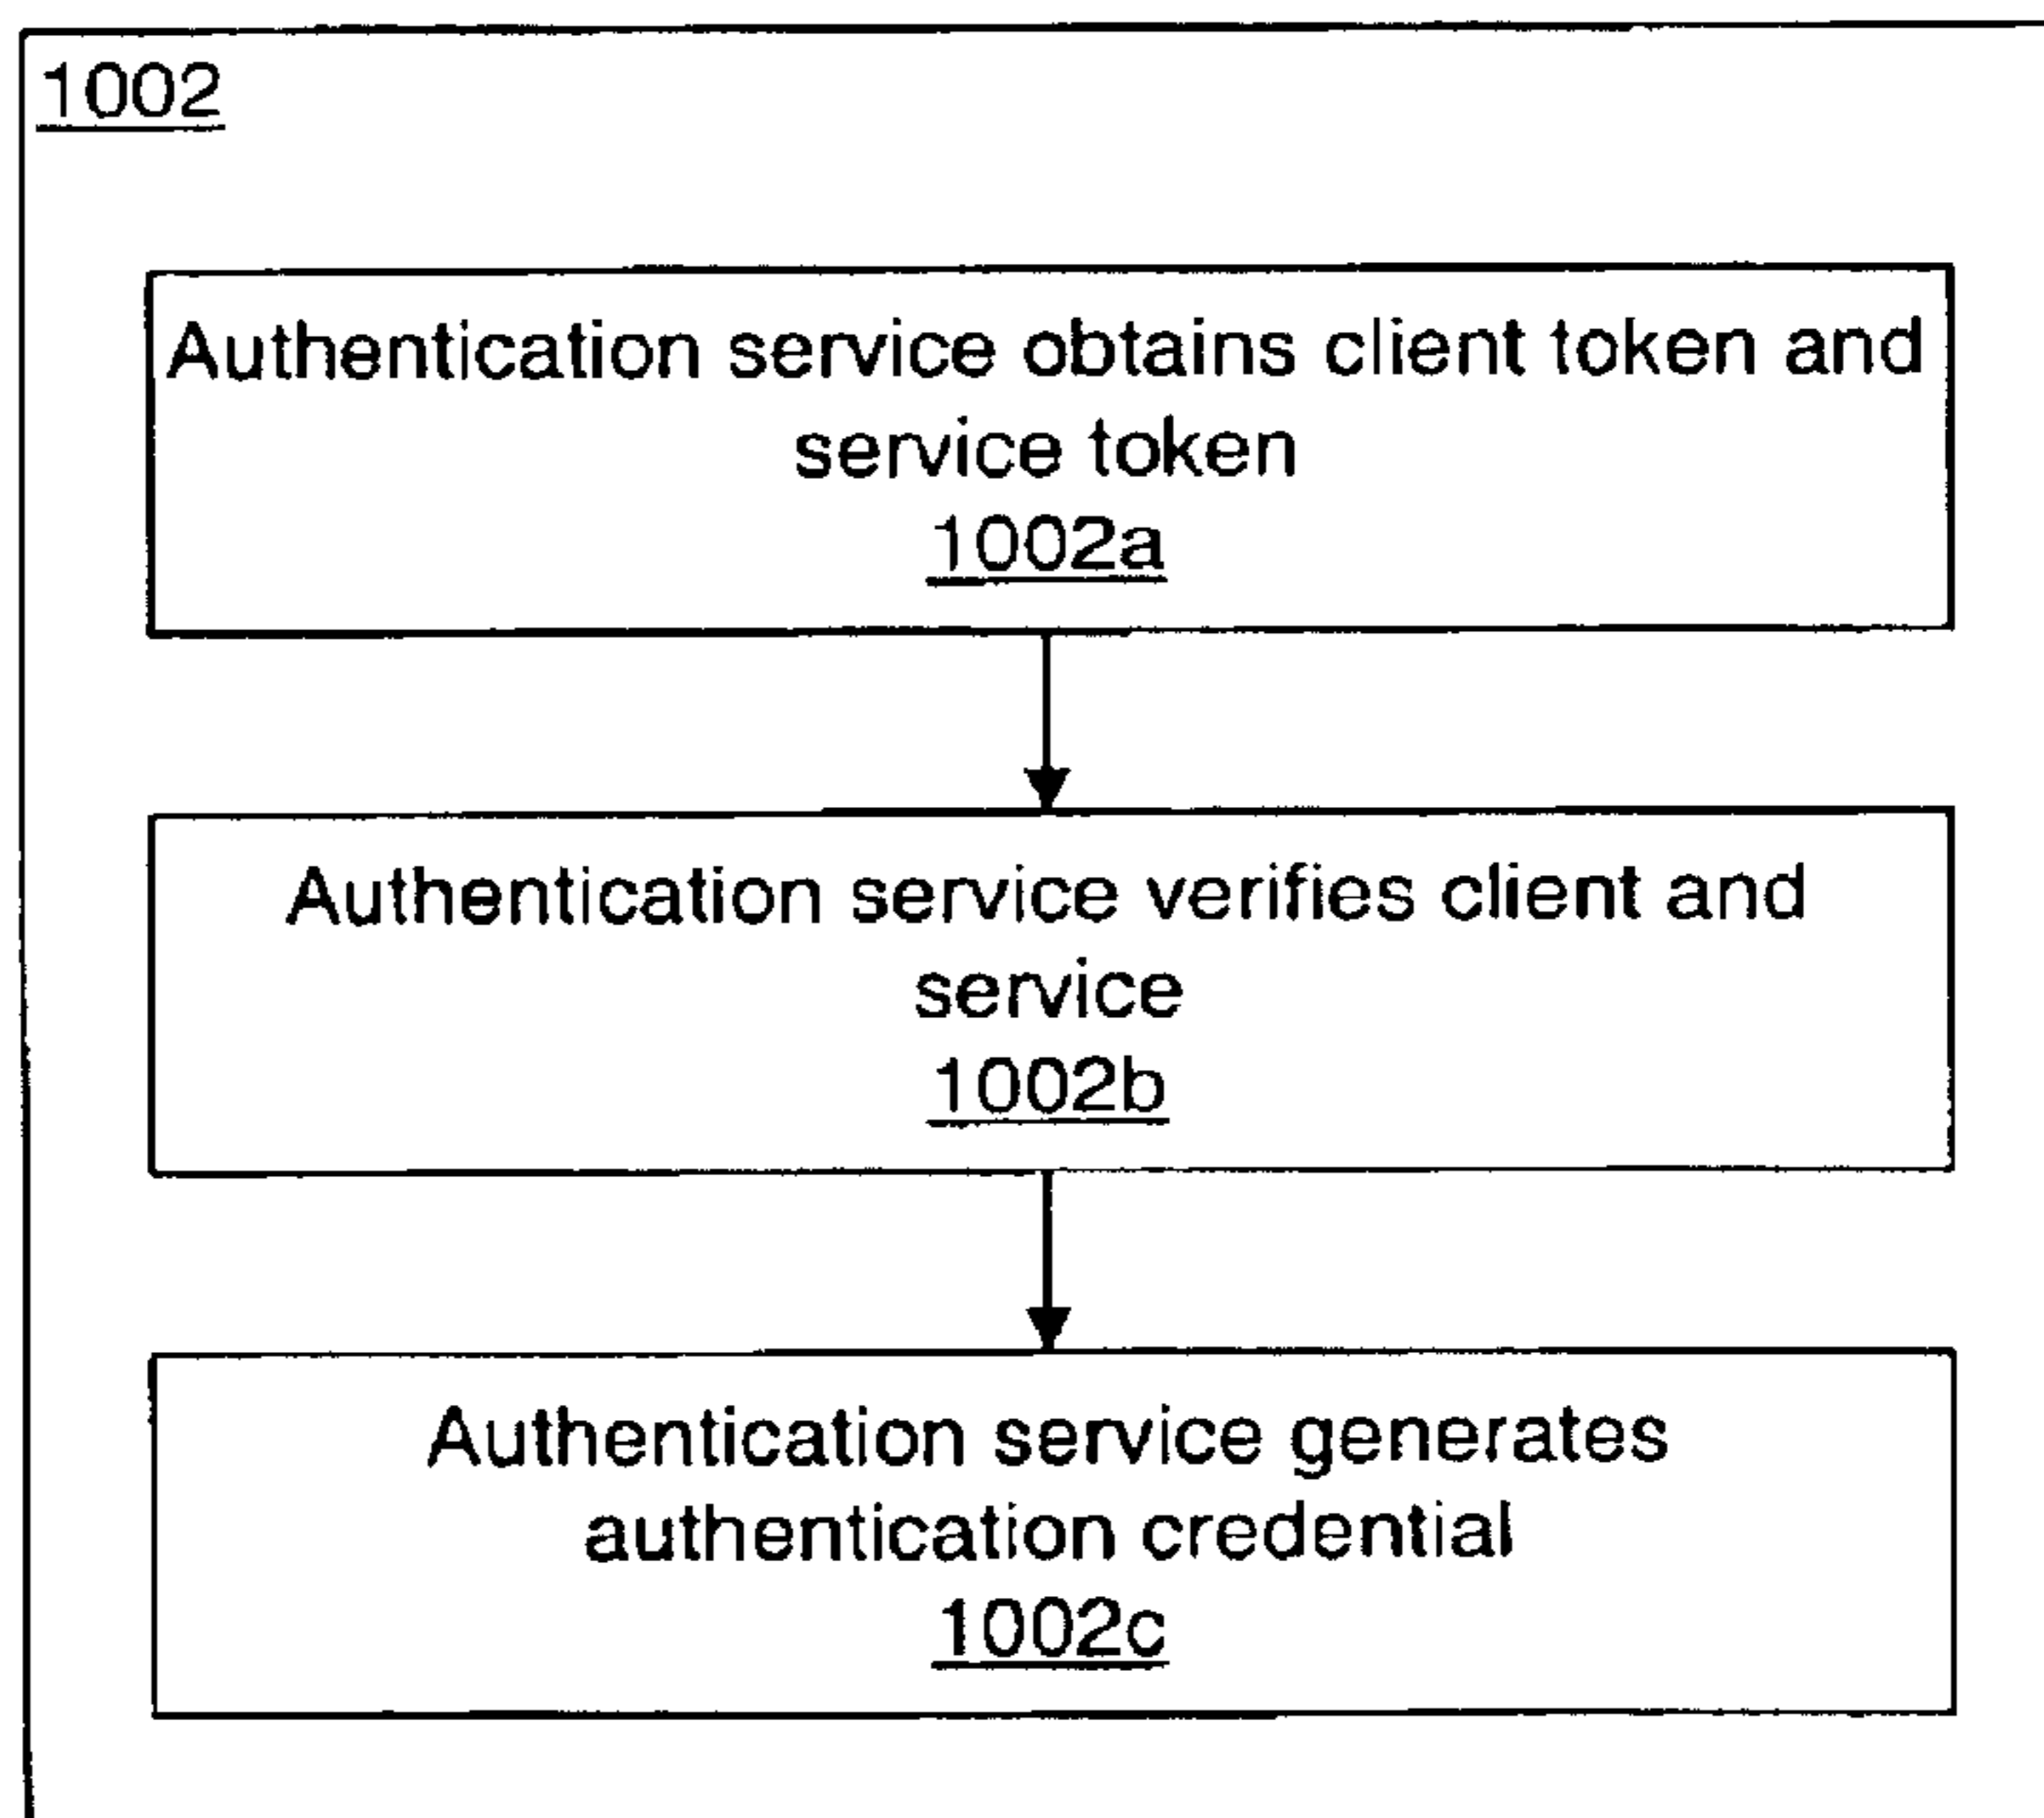 1002
Authentication service obtains client token and
service token
1002a
Authentication service verifies client and
service
1002b
Authentication service generates
authentication credential
1002c